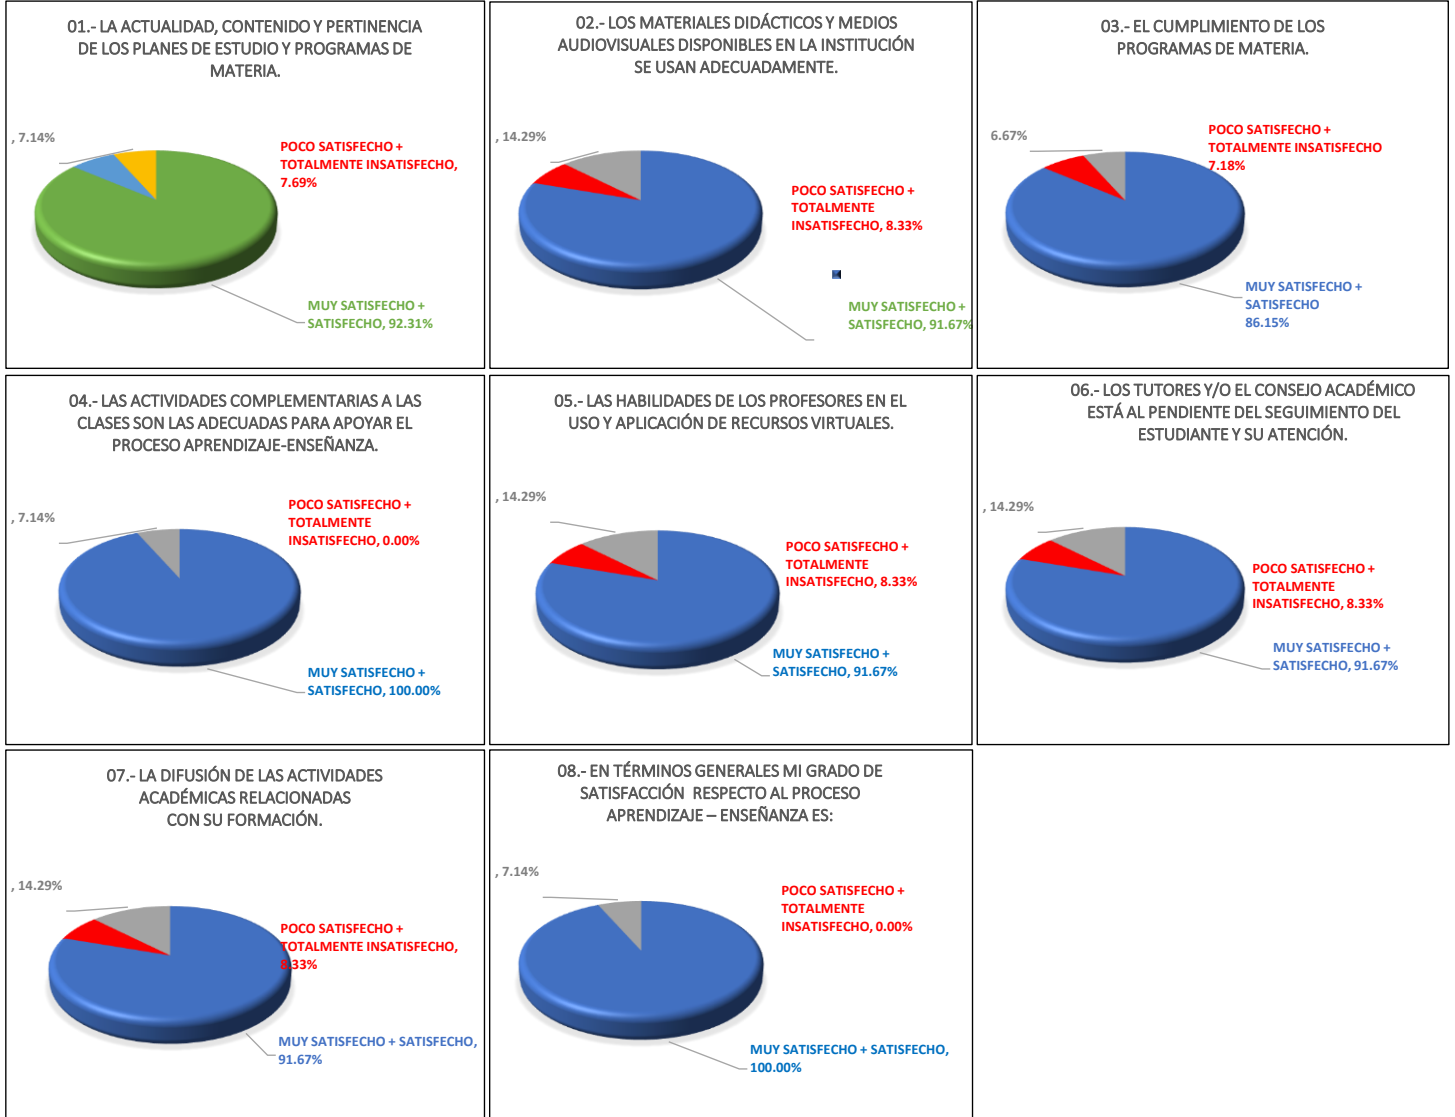 01.- LA ACTUALIDAD, CONTENIDO Y PERTINENCIA
DE LOS PLANES DE ESTUDIO Y PROGRAMAS DE
MATERIA.
, 7.14%
POCO SATISFECHO +
TOTALMENTE INSATISFECHO,
7.69%
MUY SATISFECHO +
SATISFECHO, 92.31%
02.- LOS MATERIALES DIDÁCTICOS Y MEDIOS
AUDIOVISUALES DISPONIBLES EN LA INSTITUCIÓN
SE USAN ADECUADAMENTE.
, 14.29%
POCO SATISFECHO +
TOTALMENTE
INSATISFECHO, 8.33%
MUY SATISFECHO +
SATISFECHO, 91.67%
03.- EL CUMPLIMIENTO DE LOS
PROGRAMAS DE MATERIA.
6.67%
POCO SATISFECHO +
TOTALMENTE INSATISFECHO
7.18%
MUY SATISFECHO +
SATISFECHO
86.15%
04.- LAS ACTIVIDADES COMPLEMENTARIAS A LAS
CLASES SON LAS ADECUADAS PARA APOYAR EL
PROCESO APRENDIZAJE-ENSEÑANZA.
, 7.14%
POCO SATISFECHO +
TOTALMENTE
INSATISFECHO, 0.00%
MUY SATISFECHO +
SATISFECHO, 100.00%
05.- LAS HABILIDADES DE LOS PROFESORES EN EL
USO Y APLICACIÓN DE RECURSOS VIRTUALES.
, 14.29%
POCO SATISFECHO +
TOTALMENTE
INSATISFECHO, 8.33%
MUY SATISFECHO +
SATISFECHO, 91.67%
06.- LOS TUTORES Y/O EL CONSEJO ACADÉMICO
ESTÁ AL PENDIENTE DEL SEGUIMIENTO DEL
ESTUDIANTE Y SU ATENCIÓN.
, 14.29%
POCO SATISFECHO +
TOTALMENTE
INSATISFECHO, 8.33%
MUY SATISFECHO +
SATISFECHO, 91.67%
07.- LA DIFUSIÓN DE LAS ACTIVIDADES
ACADÉMICAS RELACIONADAS
CON SU FORMACIÓN.
, 14.29%
POCO SATISFECHO +
TOTALMENTE INSATISFECHO,
8.33%
MUY SATISFECHO + SATISFECHO,
91.67%
08.- EN TÉRMINOS GENERALES MI GRADO DE
SATISFACCIÓN RESPECTO AL PROCESO
APRENDIZAJE – ENSEÑANZA ES:
, 7.14%
POCO SATISFECHO +
TOTALMENTE
INSATISFECHO, 0.00%
MUY SATISFECHO + SATISFECHO,
100.00%